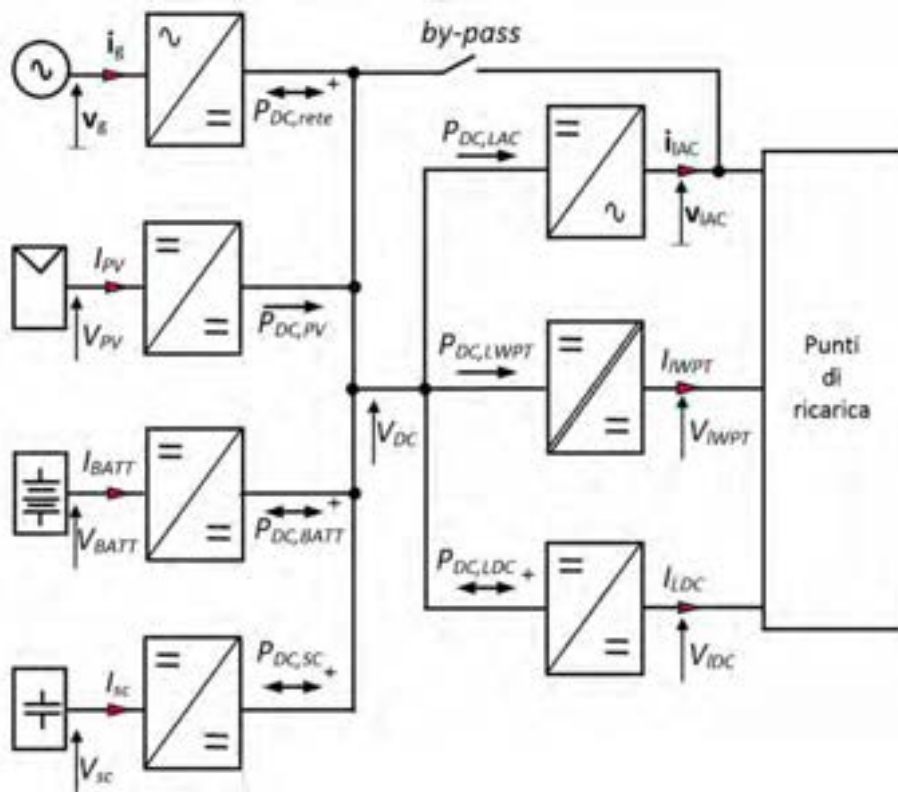 by-pass
i_g
v_g
P_DC,rete
+
P_DC,LAC
i_lAC
v_lAC
I_PV
V_PV
P_DC,PV
P_DC,LWPT
I_lWPT
V_lWPT
Punti
di
ricarica
V_DC
I_BATT
V_BATT
P_DC,BATT
+
P_DC,LDC
+
I_LDC
V_lDC
I_sc
V_sc
P_DC,SC
+